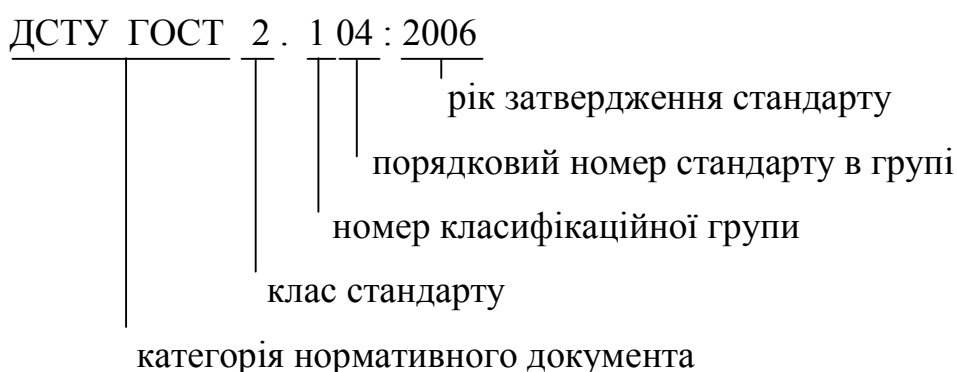 ДСТУ ГОСТ 2 . 1 04 : 2006
рік затвердження стандарту
порядковий номер стандарту в групі
номер класифікаційної групи
клас стандарту
категорія нормативного документа